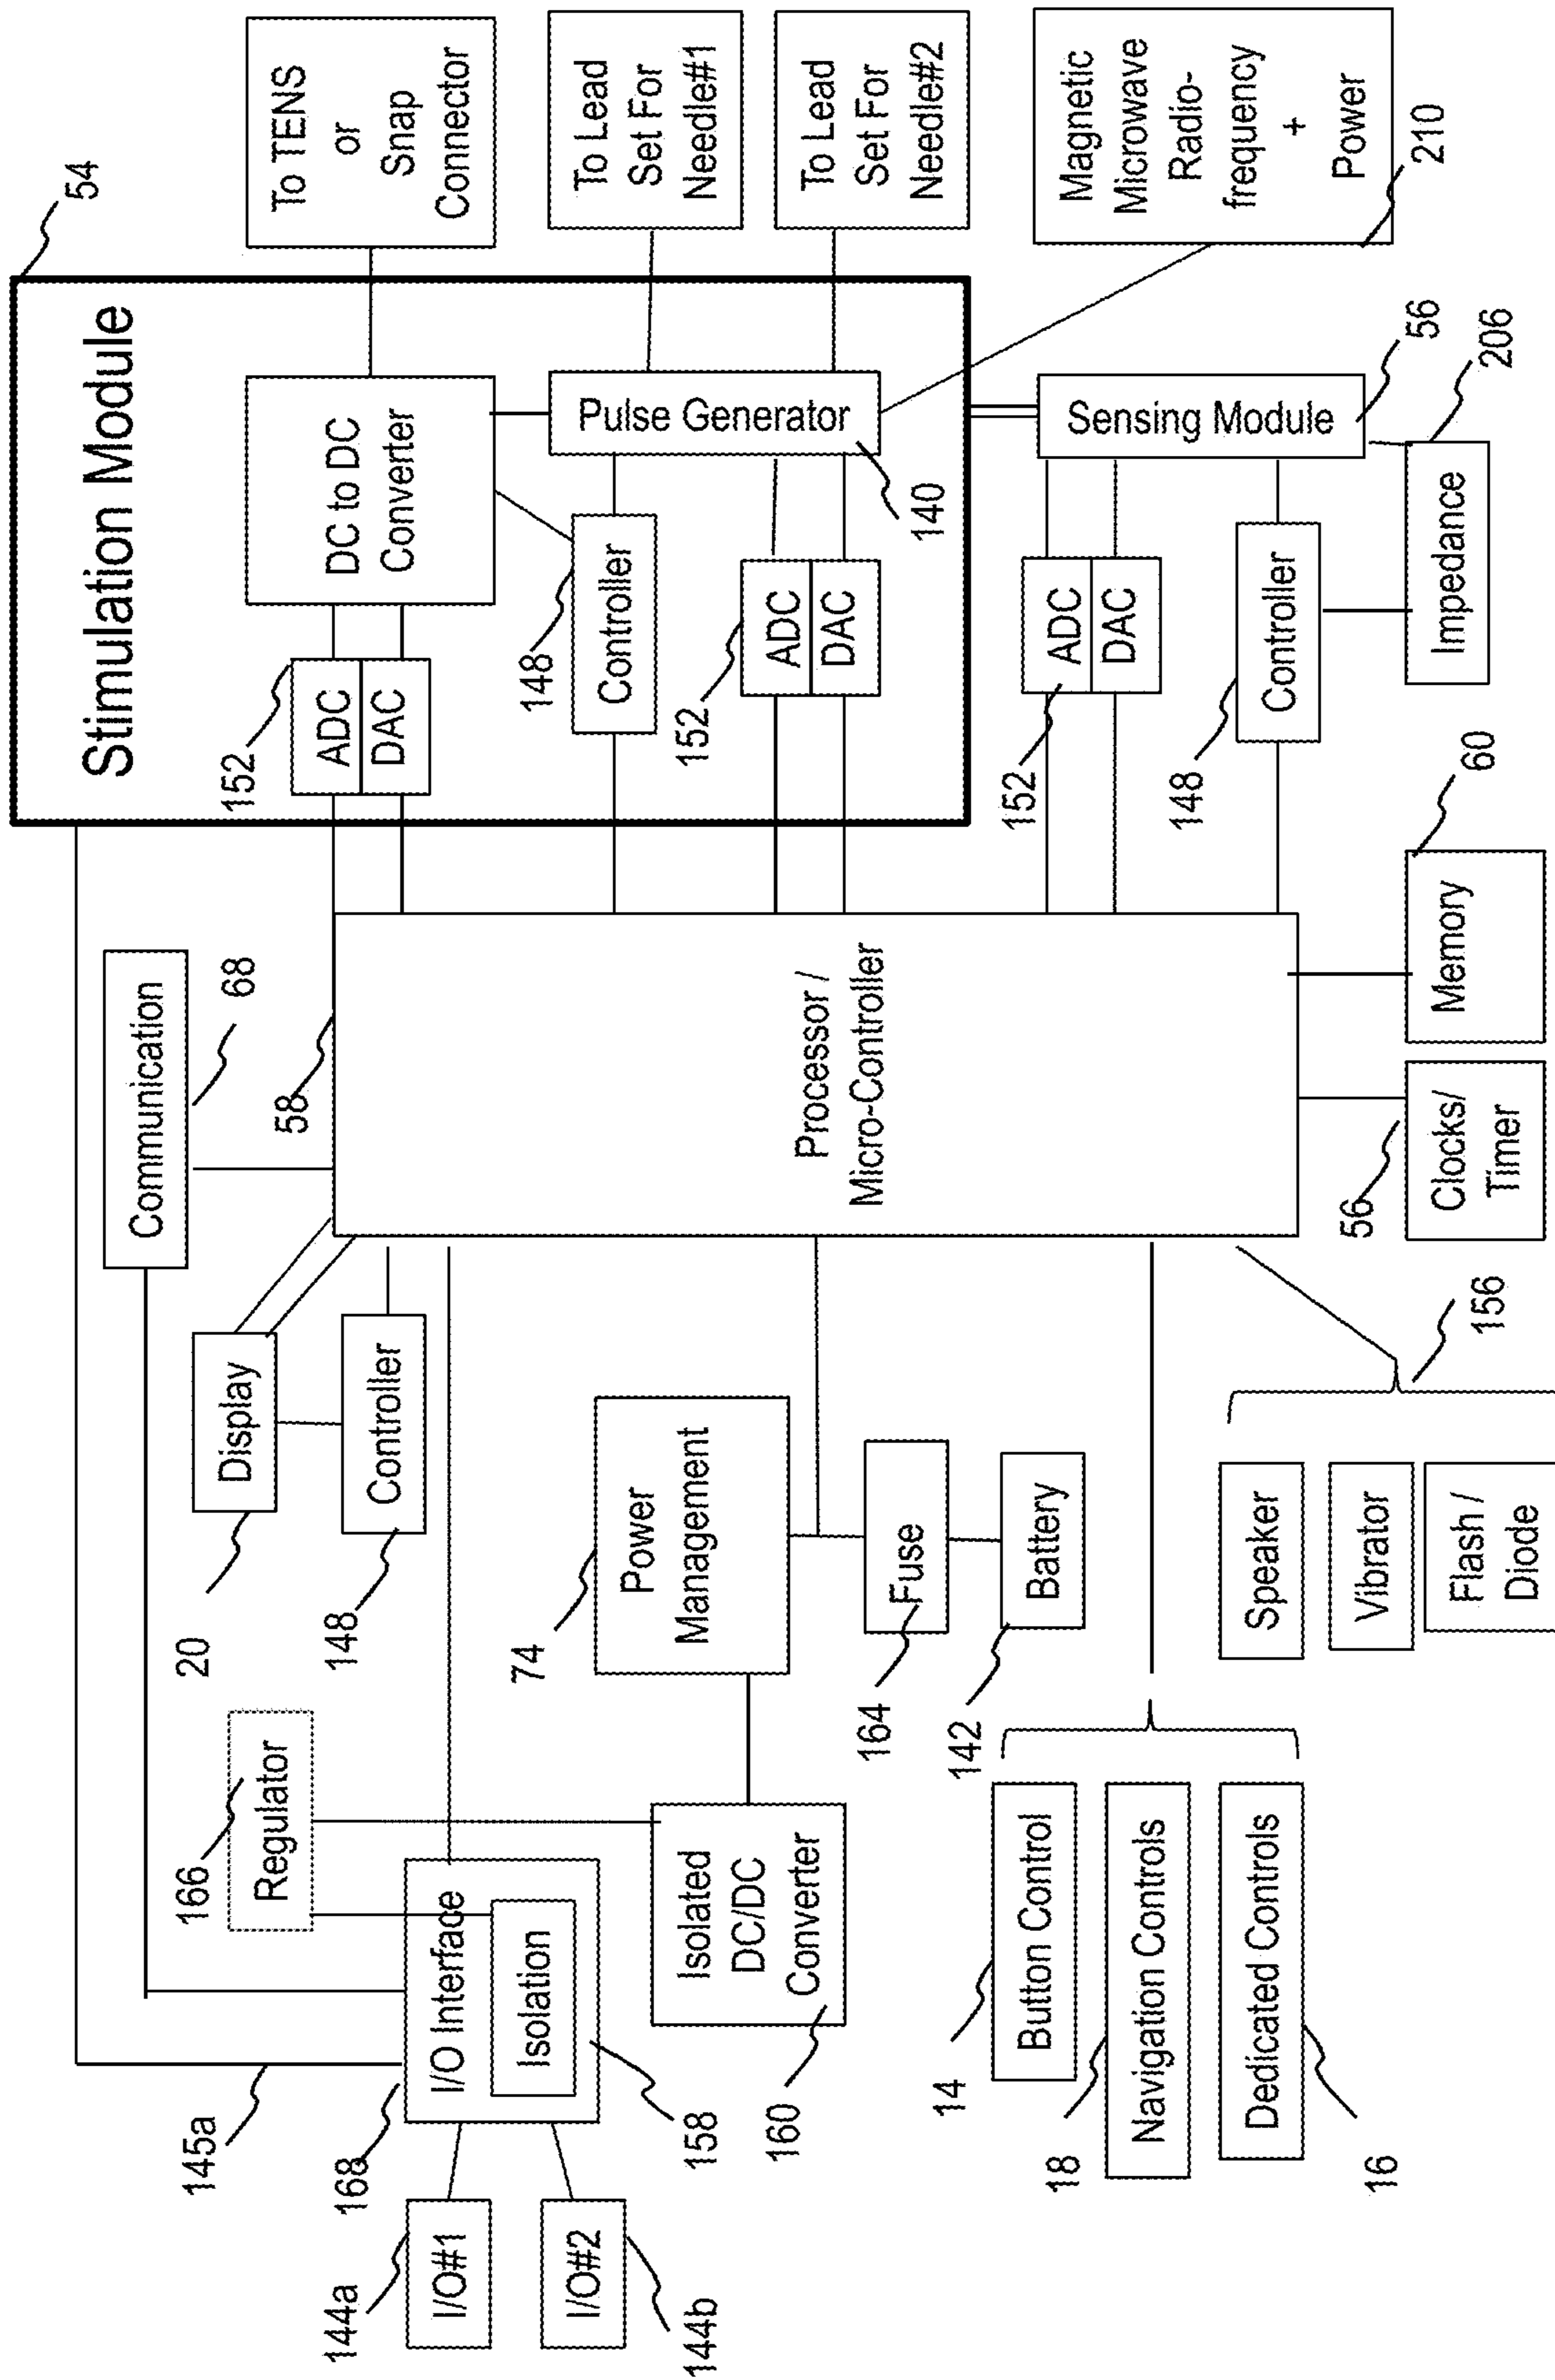 54
Stimulation Module
To TENS
or
Snap
Connector
DC to DC
Converter
152
ADC
DAC
148
Controller
Pulse Generator
140
152
ADC
DAC
To Lead
Set For
Needle#1
To Lead
Set For
Needle#2
Magnetic
Microwave
Radio-
frequency
+
Power
210
Sensing Module
56
206
Impedance
152
ADC
DAC
148
Controller
Communication
68
58
Processor /
Micro-Controller
60
Memory
56
Clocks/
Timer
Display
20
Controller
148
Power
Management
74
Fuse
164
Battery
142
156
Speaker
Vibrator
Flash /
Diode
Regulator
166
145a
168
I/O Interface
Isolation
158
Isolated
DC/DC
Converter
160
I/O#1
144a
I/O#2
144b
14
Button Control
18
Navigation Controls
Dedicated Controls
16